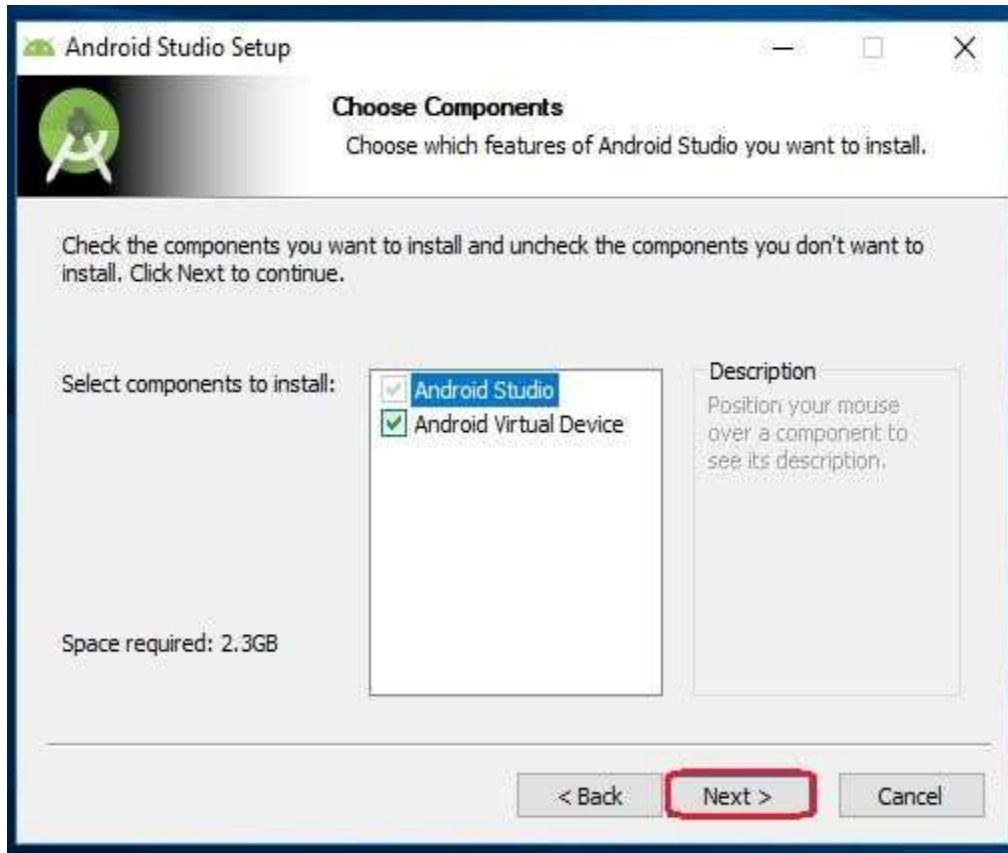 Android Studio Setup
Choose Components
Choose which features of Android Studio you want to install.
Check the components you want to install and uncheck the components you don't want to
install. Click Next to continue.
Select components to install:
Android Studio
Android Virtual Device
Description
Position your mouse
over a component to
see its description.
Space required: 2.3GB
< Back
Next >
Cancel